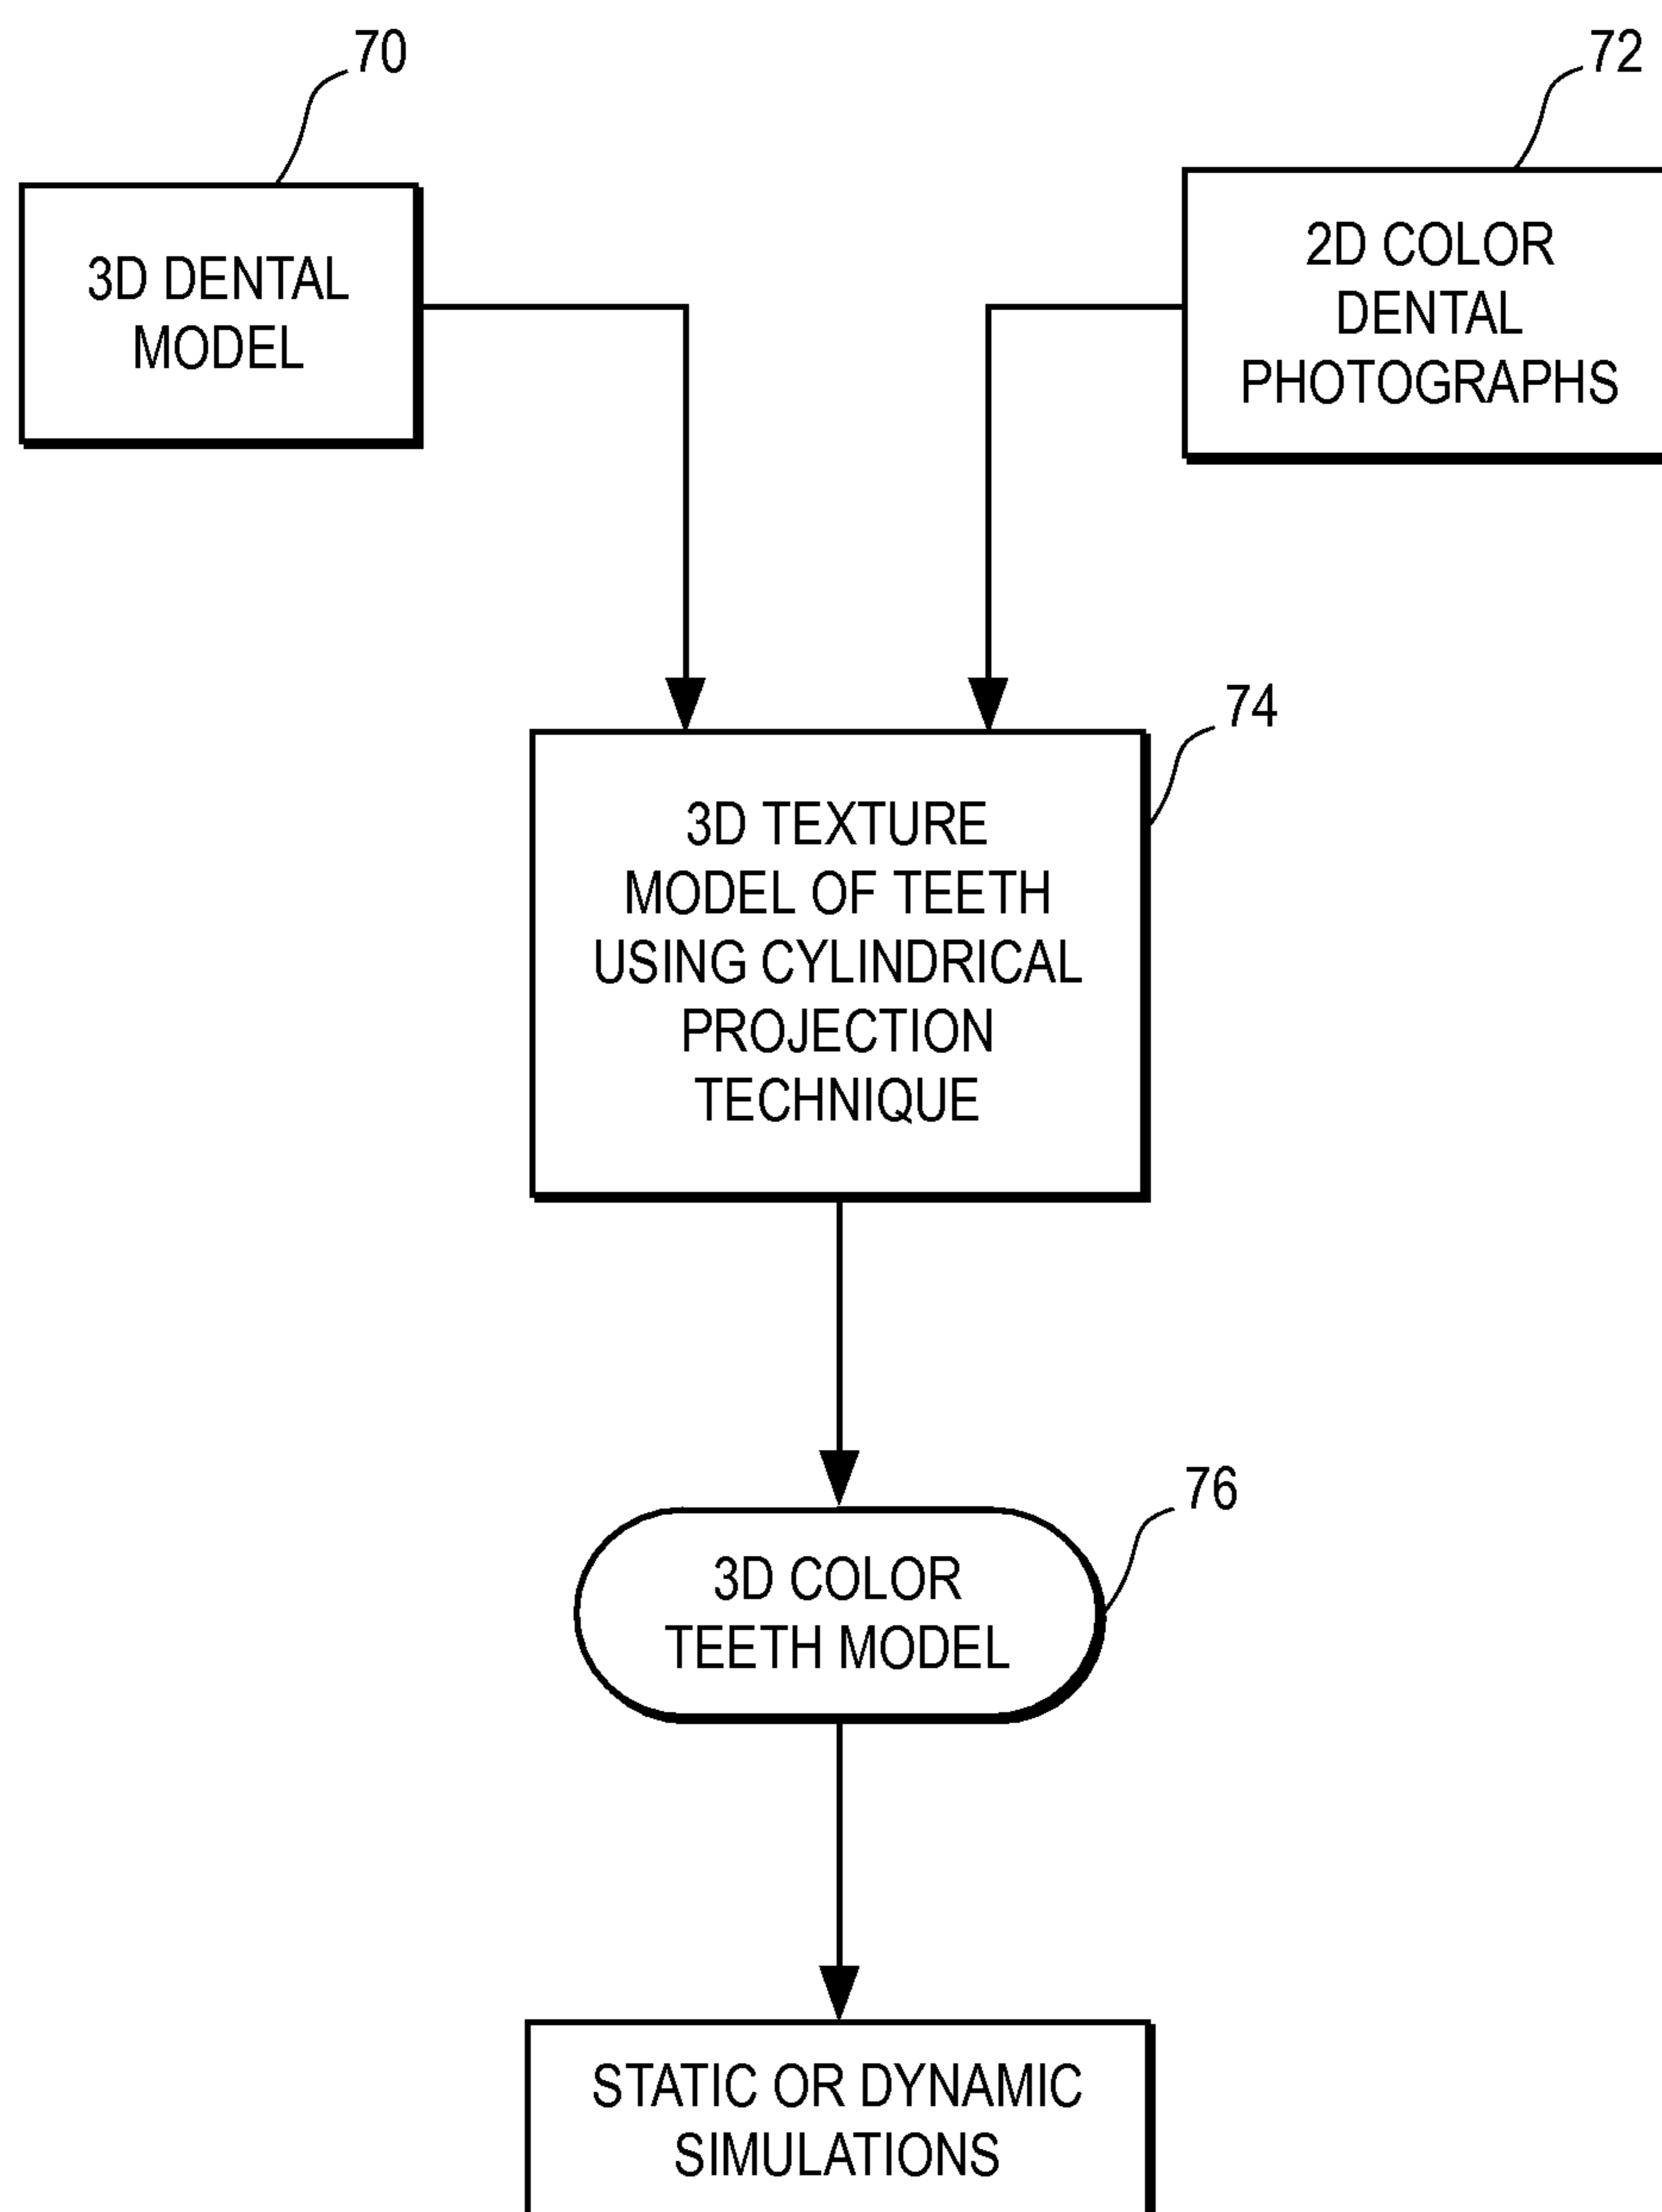 70
72
3D DENTAL
MODEL
2D COLOR
DENTAL
PHOTOGRAPHS
74
3D TEXTURE
MODEL OF TEETH
USING CYLINDRICAL
PROJECTION
TECHNIQUE
76
3D COLOR
TEETH MODEL
STATIC OR DYNAMIC
SIMULATIONS